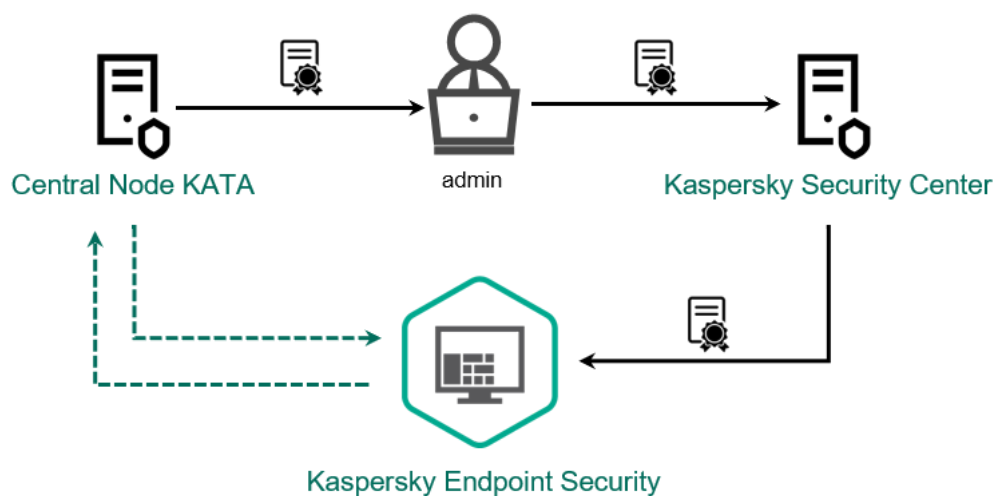 Central Node KATA
admin
Kaspersky Security Center
Kaspersky Endpoint Security